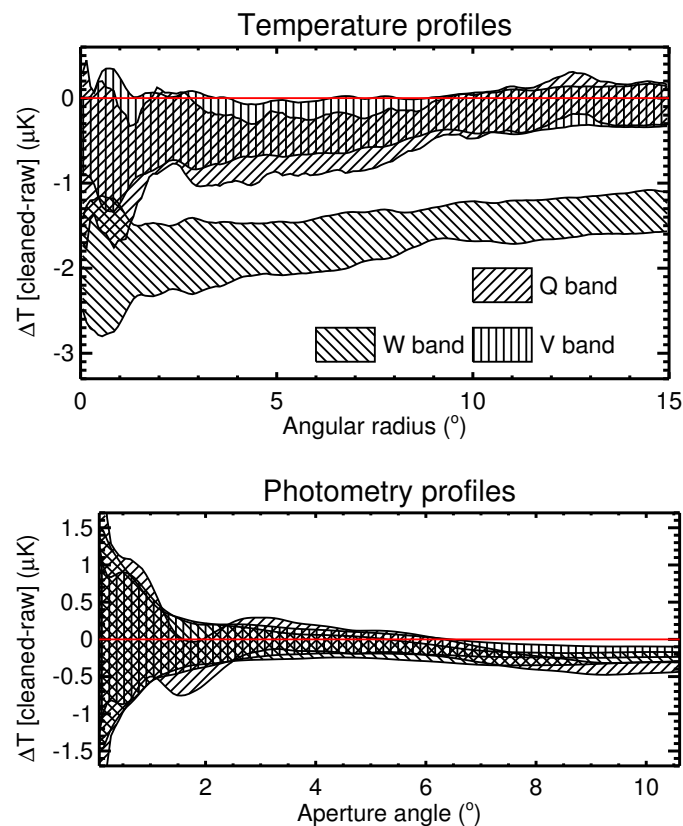 Temperature profiles
0
-1
-2
-3
ΔT [cleaned-raw] (μK)
Q band
W band
V band
0
5
10
15
Angular radius (°)
Photometry profiles
1.5
1
0.5
0
-0.5
-1
-1.5
ΔT [cleaned-raw] (μK)
2
4
6
8
10
Aperture angle (°)